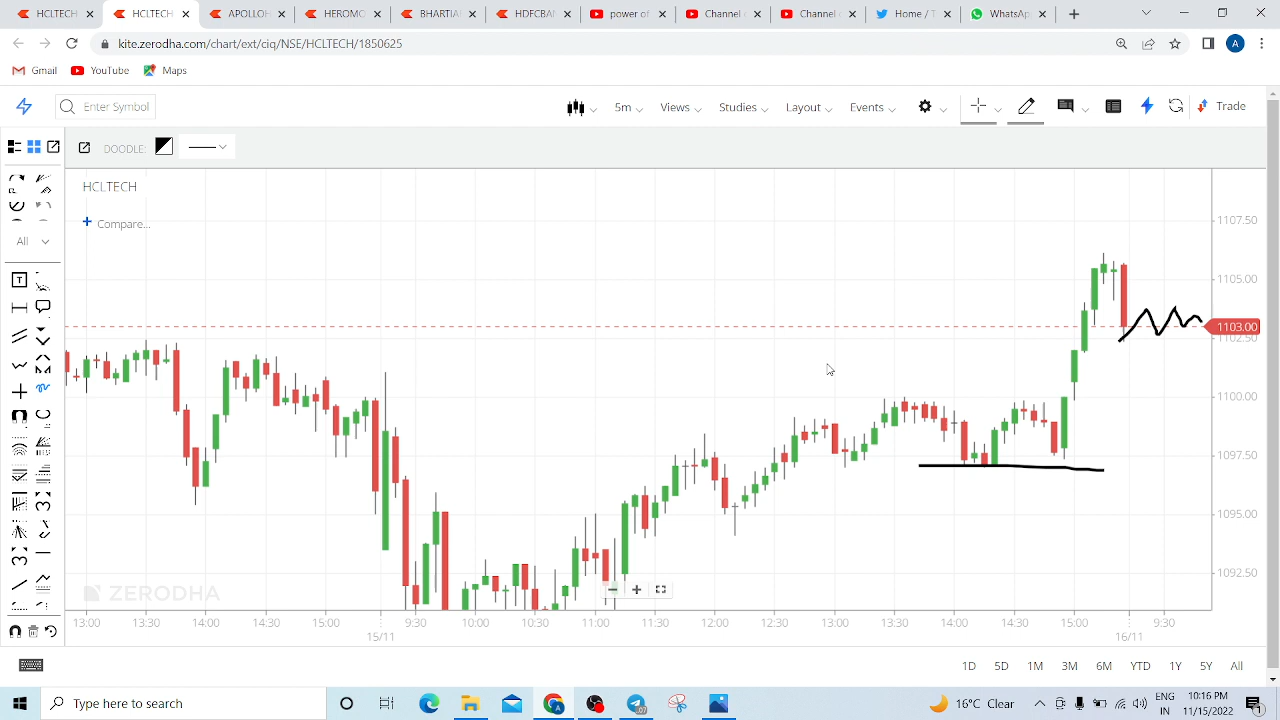 HCLTECH
HCLTECH
APOLLOH
HEROMO
BHARTIA
HDFCBAN
power of
Channel
Channel
Home / T
WhatsAp
kite.zerodha.com/chart/ext/ciq/NSE/HCLTECH/1850625
A
Gmail
YouTube
Maps
Enter Symbol
5m
Views
Studies
Layout
Events
Trade
DOODLE:
HCLTECH
Compare...
All
T
1107.50
1105.00
1103.00
1102.50
1100.00
1097.50
1095.00
1092.50
ZERODHA
13:00 13:30 14:00 14:30 15:00 9:30 10:00 10:30 11:00 11:30 12:00 12:30 13:00 13:30 14:00 14:30 15:00 9:30
15/11 16/11
1D 5D 1M 3M 6M YTD 1Y 5Y All
Type here to search
16°C Clear
ENG
IN
10:16 PM
11/15/2022